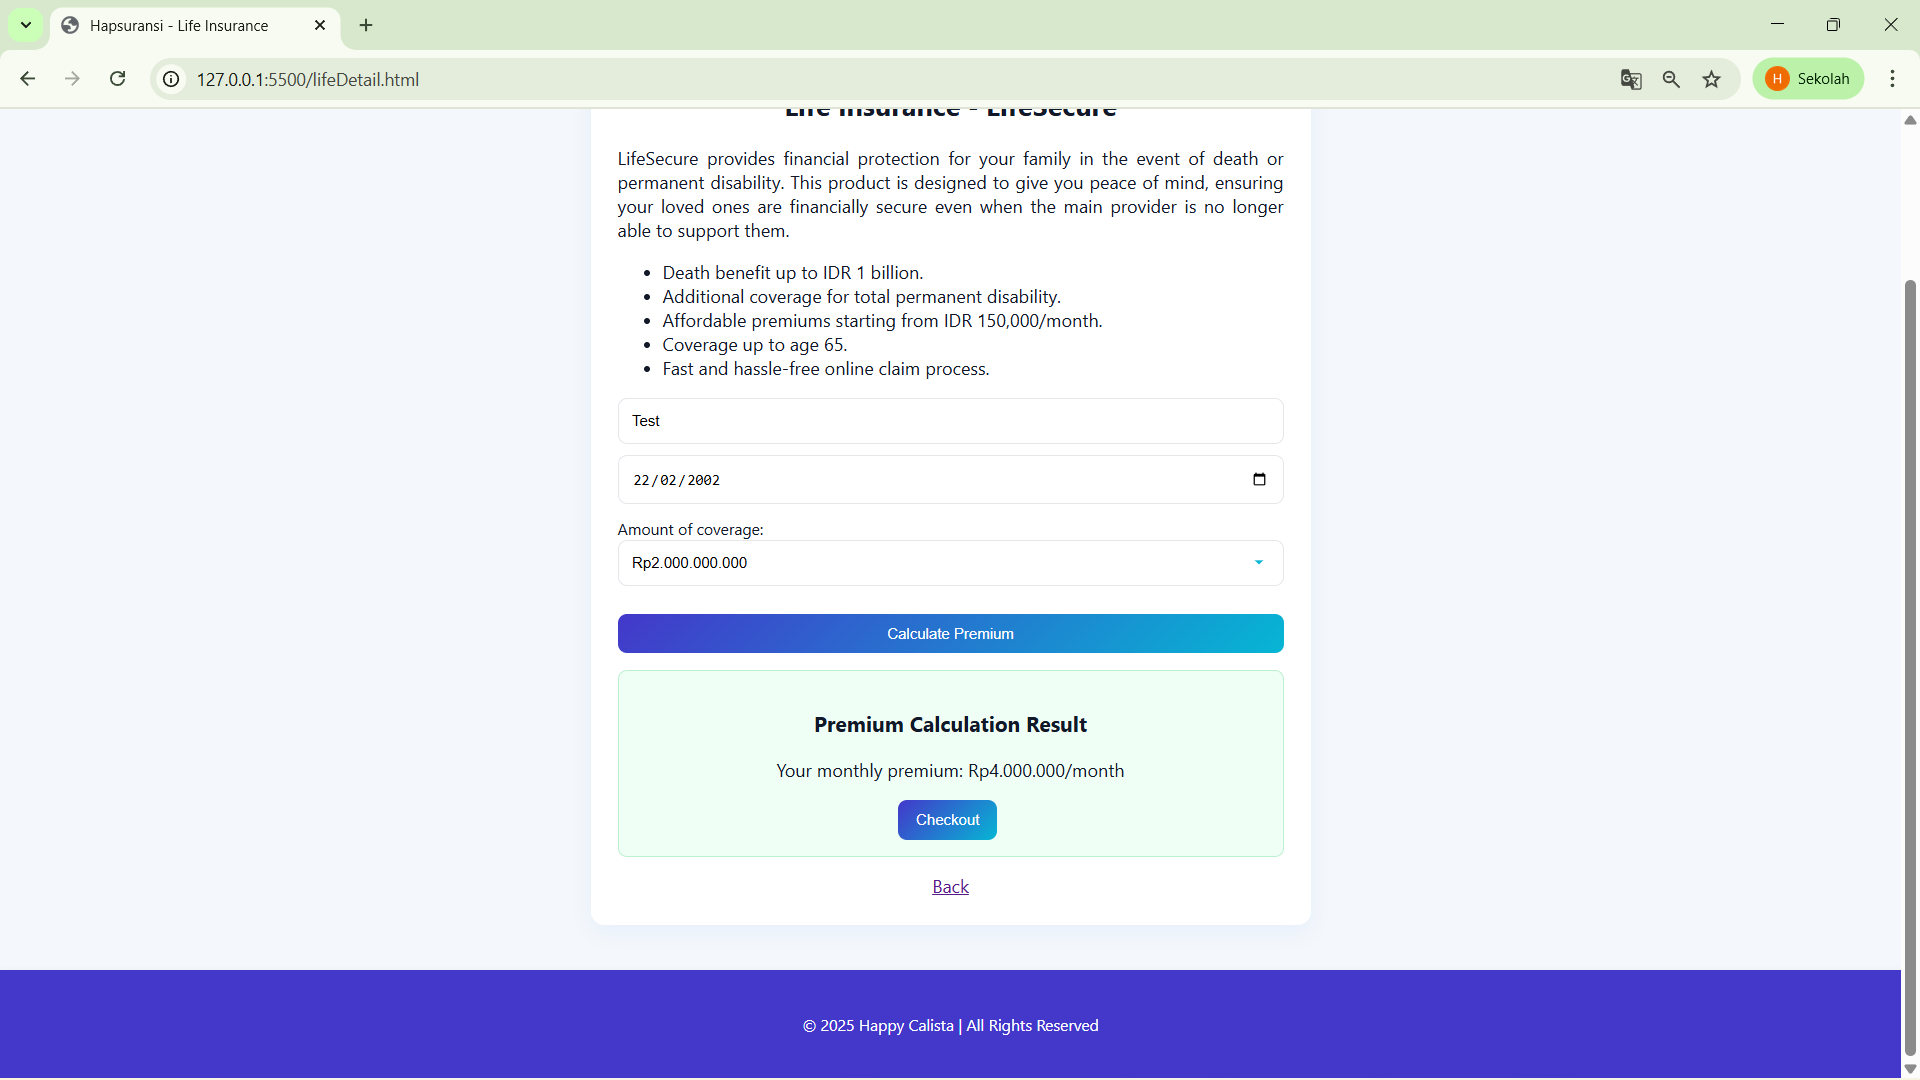 Hapsuransi - Life Insurance
127.0.0.1:5500/lifeDetail.html
H Sekolah
Life Insurance - LifeSecure
LifeSecure provides financial protection for your family in the event of death or
permanent disability. This product is designed to give you peace of mind, ensuring
your loved ones are financially secure even when the main provider is no longer
able to support them.
• Death benefit up to IDR 1 billion.
• Additional coverage for total permanent disability.
• Affordable premiums starting from IDR 150,000/month.
• Coverage up to age 65.
• Fast and hassle-free online claim process.
Test
22/02/2002
Amount of coverage:
Rp2.000.000.000
Calculate Premium
Premium Calculation Result
Your monthly premium: Rp4.000.000/month
Checkout
Back
© 2025 Happy Calista | All Rights Reserved